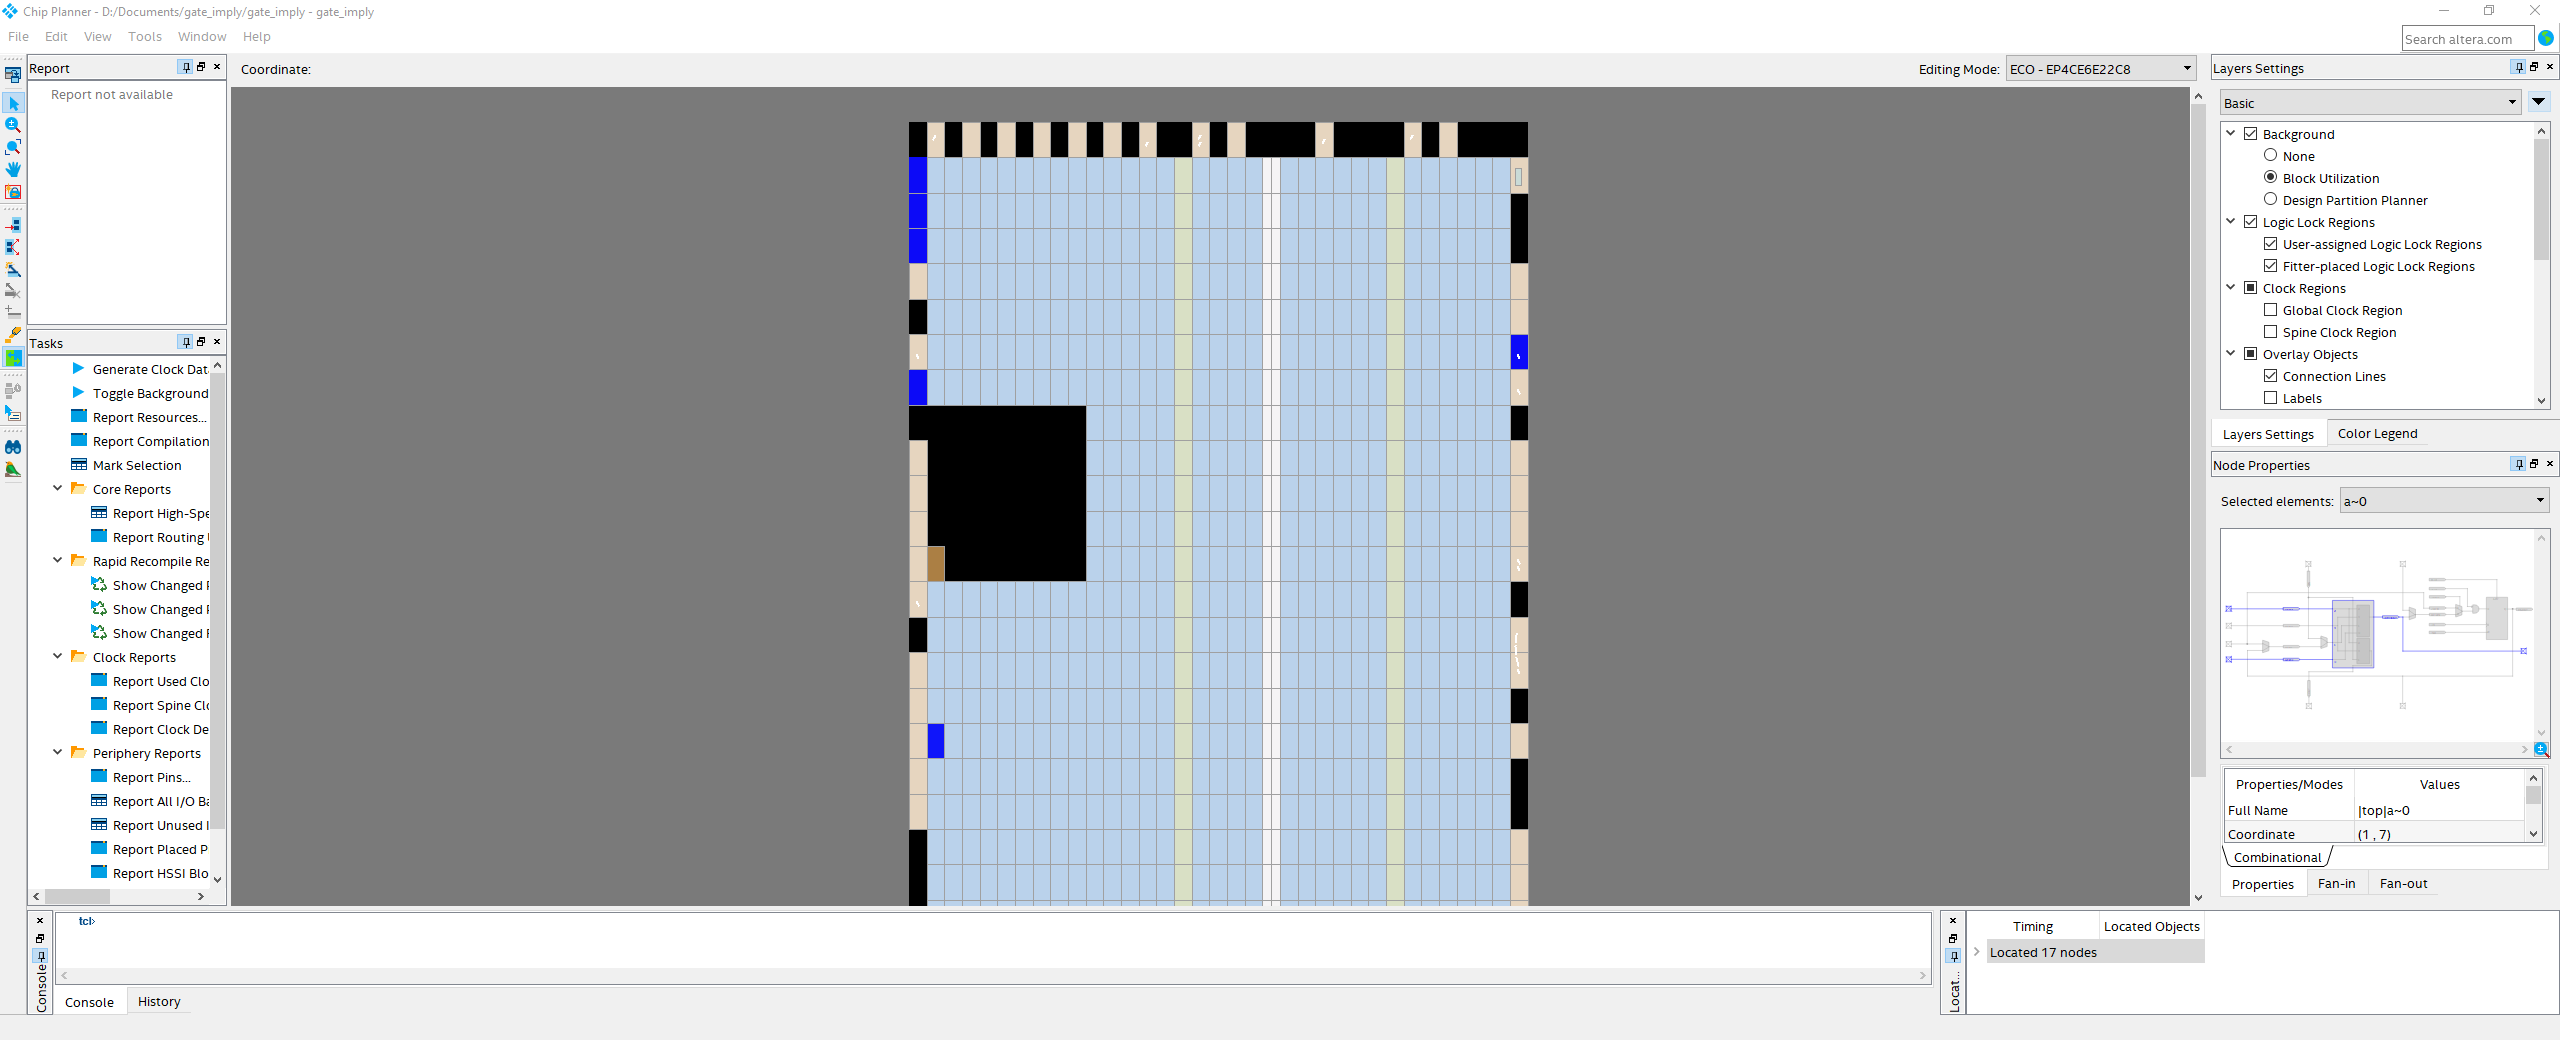 Chip Planner - D:/Documents/gate_imply/gate_imply - gate_imply
File Edit View Tools Window Help
Search altera.com
Report
Report not available
Coordinate:
Editing Mode: ECO - EP4CE6E22C8
Layers Settings
Basic
Background
None
Block Utilization
Design Partition Planner
Logic Lock Regions
User-assigned Logic Lock Regions
Fitter-placed Logic Lock Regions
Clock Regions
Global Clock Region
Spine Clock Region
Overlay Objects
Connection Lines
Labels
Layers Settings Color Legend
Tasks
Generate Clock Dat
Toggle Background
Report Resources...
Report Compilation
Mark Selection
Core Reports
Report High-Spe
Report Routing
Rapid Recompile Re
Show Changed
Show Changed
Show Changed
Clock Reports
Report Used Clo
Report Spine Cl
Report Clock De
Periphery Reports
Report Pins...
Report All I/O Ba
Report Unused I
Report Placed P
Report HSSI Blo
Node Properties
Selected elements: a~0
Properties/Modes Values
Full Name |top|a~0
Coordinate (1 , 7)
Combinational
Properties Fan-in Fan-out
tcl>
Console
Console History
Locat...
Timing Located Objects
Located 17 nodes